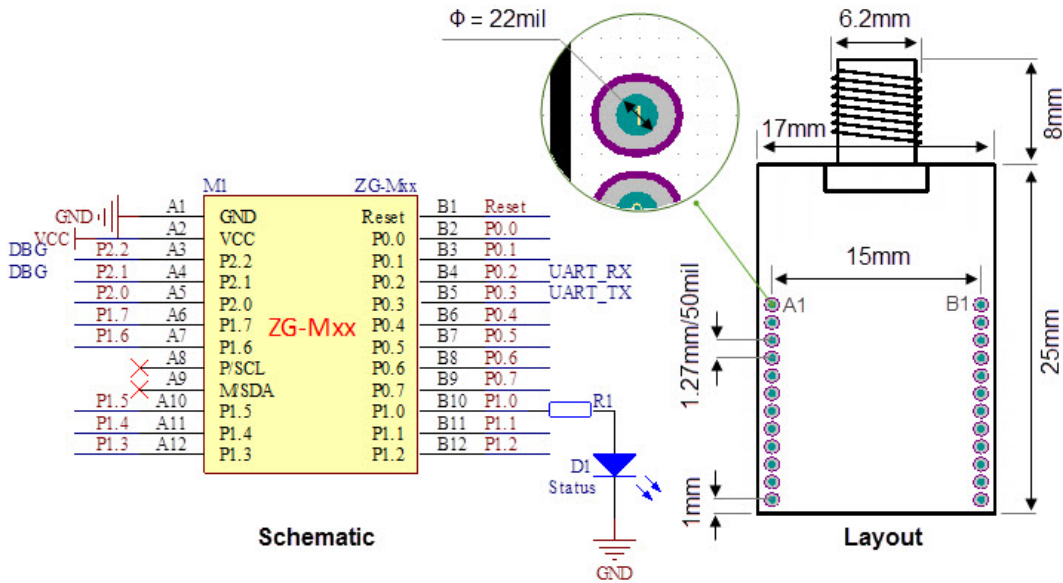 Φ = 22mil
6.2mm
8mm
17mm
1
M1 ZG-Mxx
GND A1 GND Reset B1 Reset
VCC A2 VCC P0.0 B2 P0.0
DBG P2.2 A3 P2.2 P0.1 B3 P0.1
DBG P2.1 A4 P2.1 P0.2 B4 P0.2 UART_RX
P2.0 A5 P2.0 P0.3 B5 P0.3 UART_TX
P1.7 A6 P1.7 P0.4 B6 P0.4
P1.6 A7 P1.6 P0.5 B7 P0.5
A8 P/SCL P0.6 B8 P0.6
A9 M/SDA P0.7 B9 P0.7
P1.5 A10 P1.5 P1.0 B10 P1.0 R1
P1.4 A11 P1.4 P1.1 B11 P1.1
P1.3 A12 P1.3 P1.2 B12 P1.2
ZG-Mxx
D1
Status
GND
Schematic
15mm
A1 B1
1.27mm/50mil
25mm
1mm
Layout